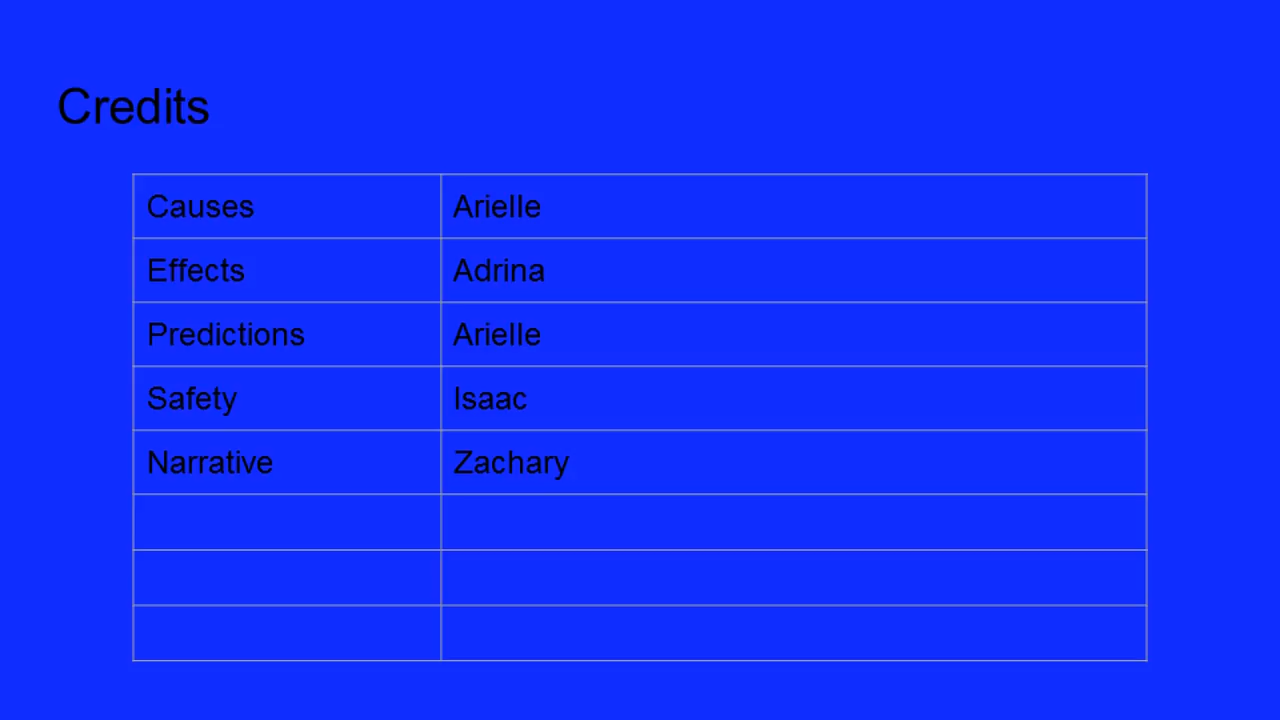 Credits
Causes Arielle
Effects Adrina
Predictions Arielle
Safety Isaac
Narrative Zachary